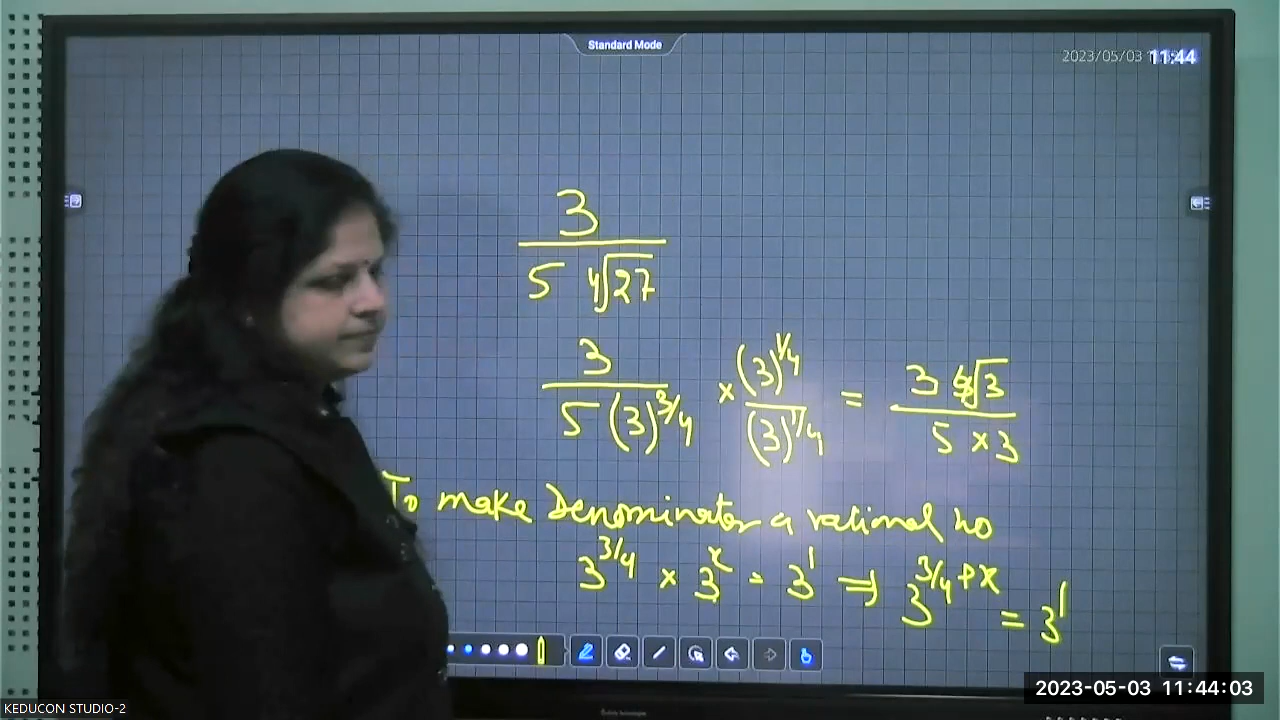 Standard Mode
2023/05/03 11:44
3
5 ∜27
3 / 5 (3)^3/4 × (3)^1/4 / (3)^1/4 = 3 ∜3 / 5 × 3
To make Denominator a rational no
3^3/4 × 3^x = 3^1 ⇒ 3^3/4+x = 3^1
2023-05-03 11:44:03
KEDUCON STUDIO-2